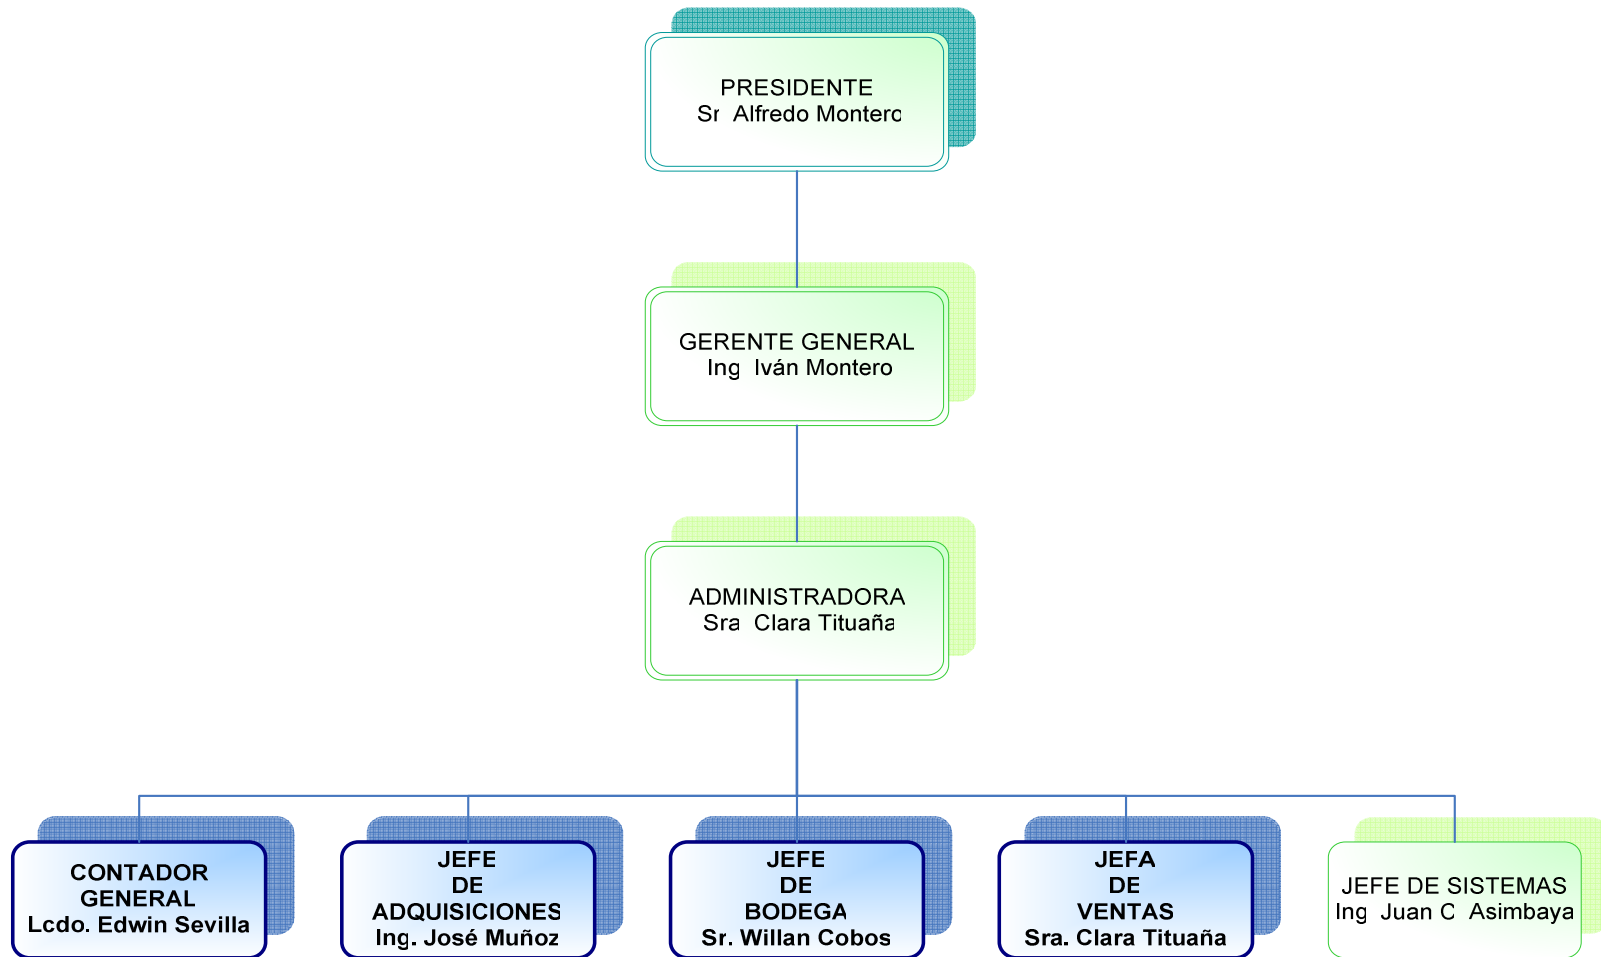 PRESIDENTE
Sr Alfredo Montero
GERENTE GENERAL
Ing Iván Montero
ADMINISTRADORA
Sra Clara Tituaña
CONTADOR
GENERAL
Lcdo. Edwin Sevilla
JEFE
DE
ADQUISICIONES
Ing. José Muñoz
JEFE
DE
BODEGA
Sr. Willan Cobos
JEFA
DE
VENTAS
Sra. Clara Tituaña
JEFE DE SISTEMAS
Ing Juan C Asimbaya